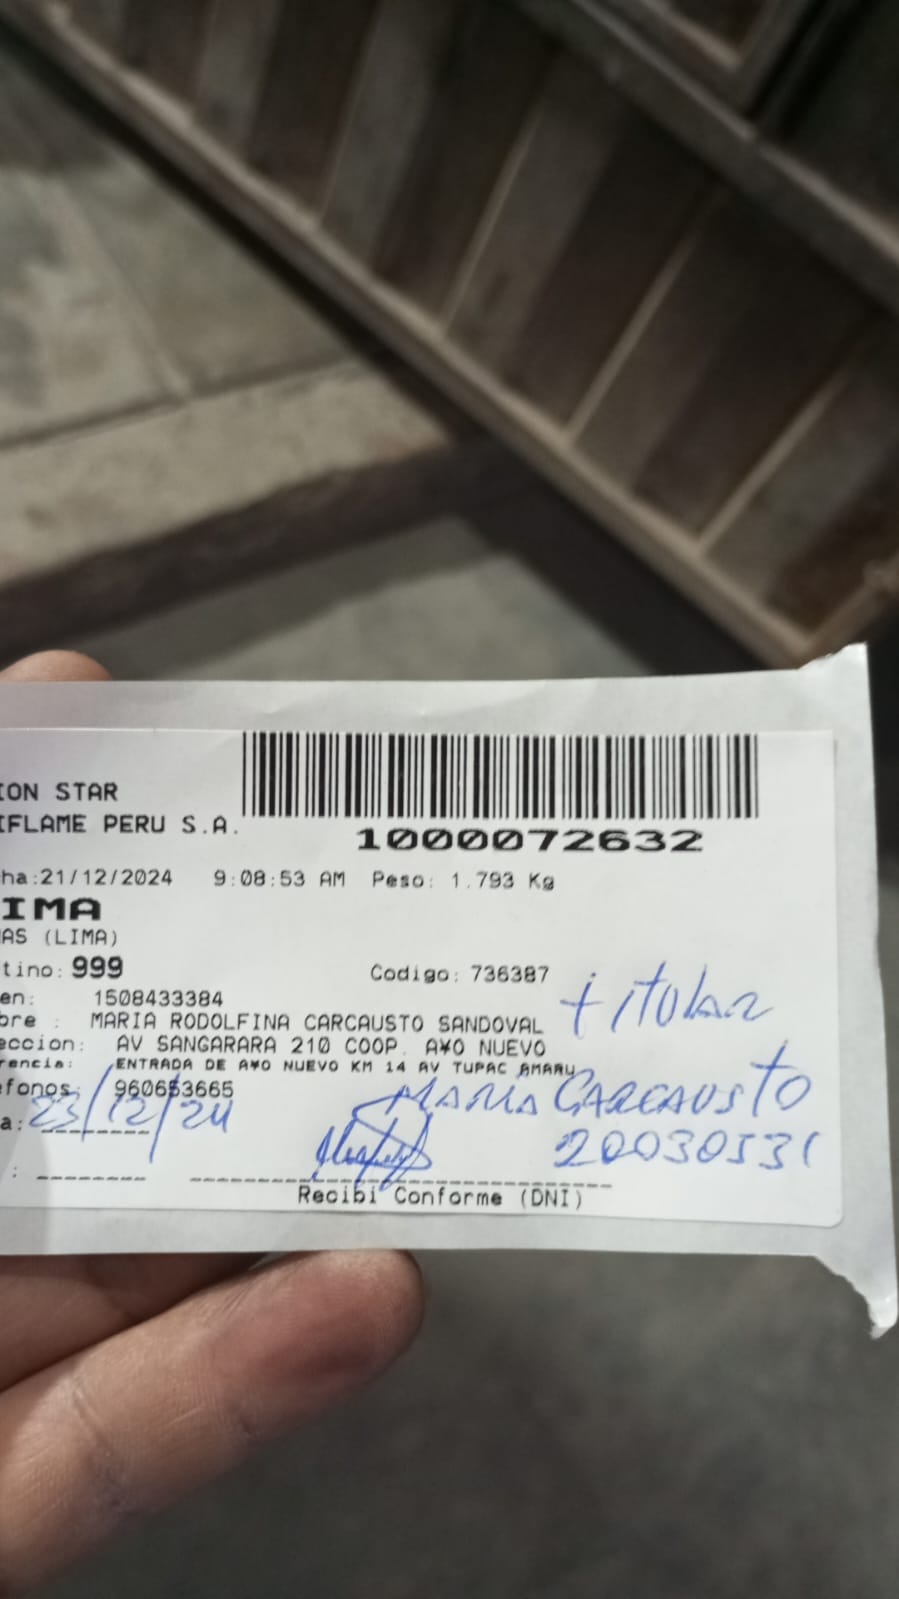 ION STAR
IFLAME PERU S.A.
1000072632
ha:21/12/2024 9:08:53 AM Peso: 1.793 Kg
IMA
AS (LIMA)
tino: 999 Codigo: 736387
en: 1508433384 titular
bre : MARIA RODOLFINA CARCAUSTO SANDOVAL
eccion: AV SANGARARA 210 COOP. A¥O NUEVO
rencia: ENTRADA DE A¥O NUEVO KM 14 AV TUPAC AMARU
efonos: 960653665 MARIA CARCAUSTO
a: 23/12/24 20030531
:
Recibi Conforme (DNI)